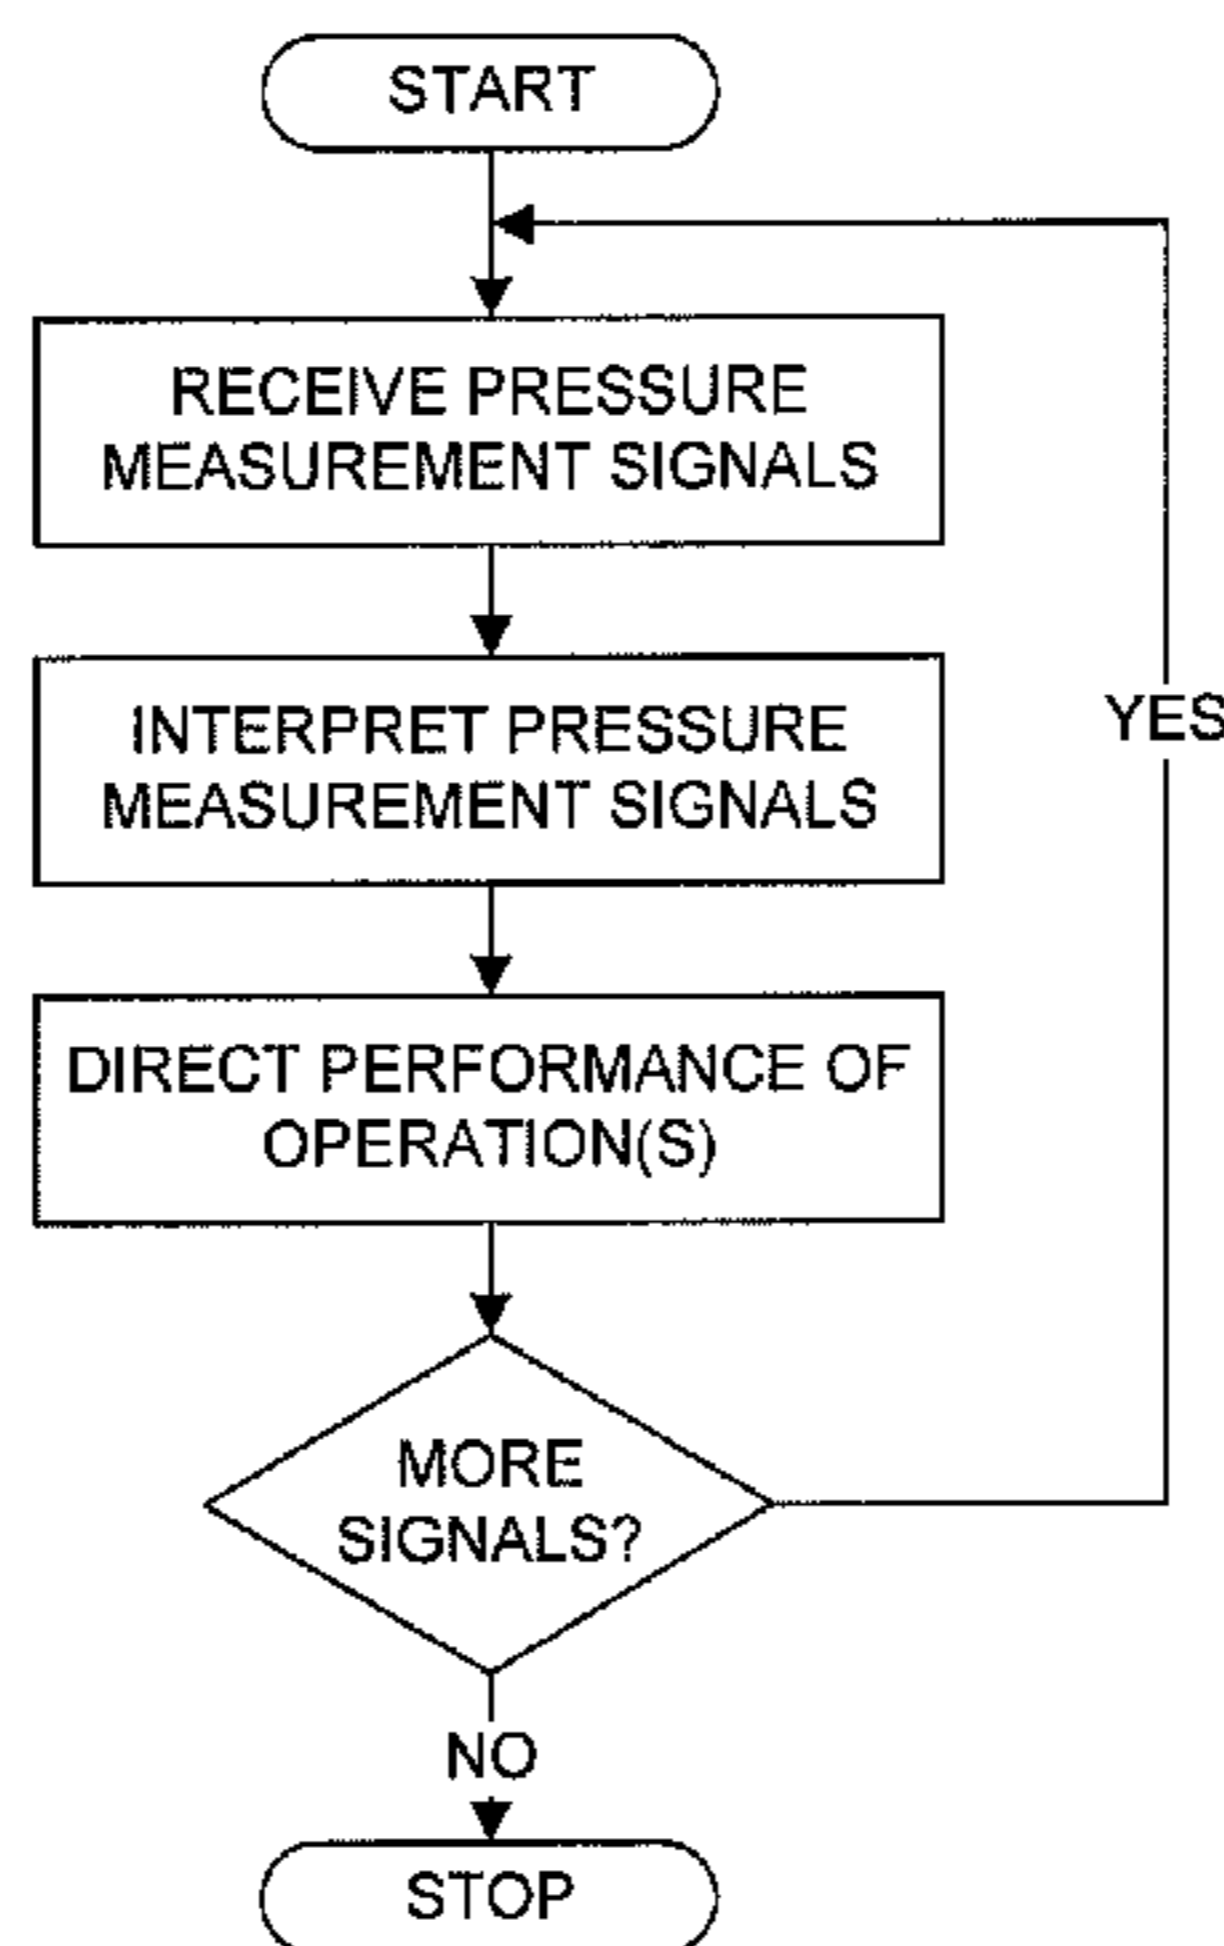 START
RECEIVE PRESSURE
MEASUREMENT SIGNALS
INTERPRET PRESSURE
MEASUREMENT SIGNALS
YES
DIRECT PERFORMANCE OF
OPERATION(S)
MORE
SIGNALS?
NO
STOP